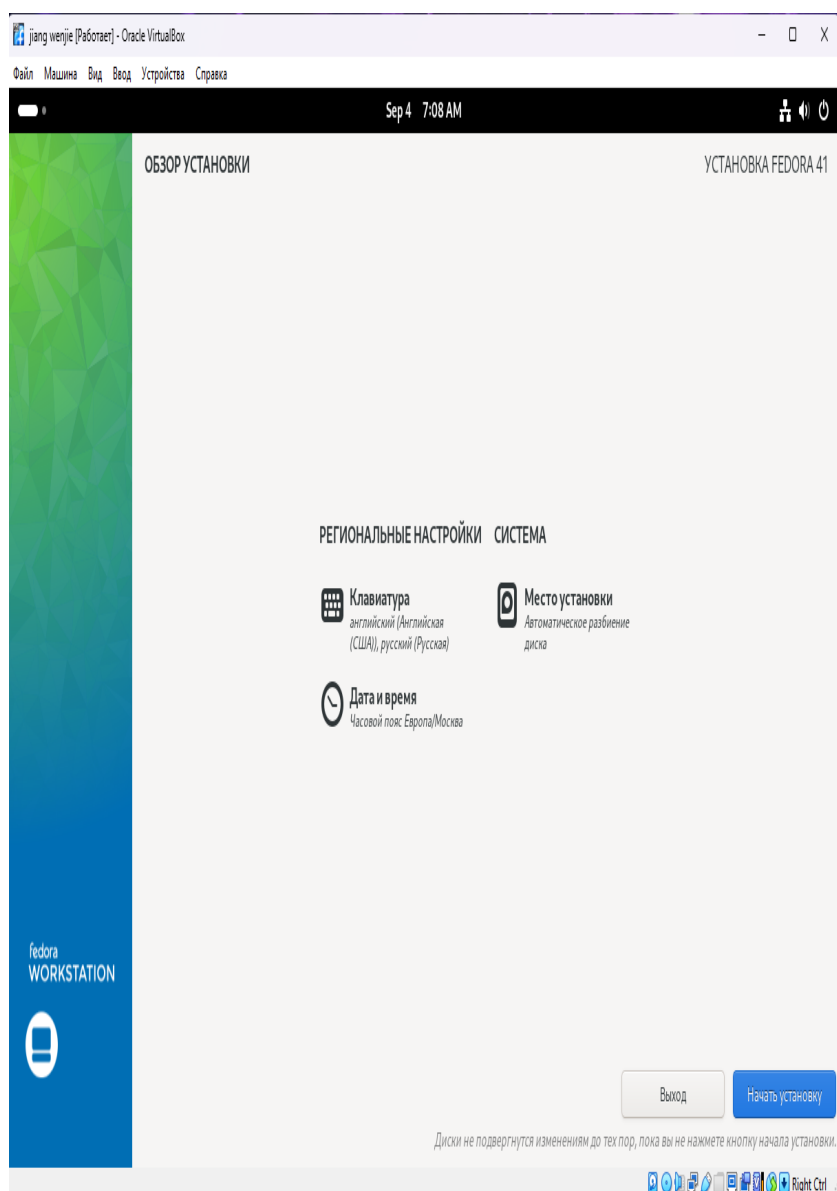 jiang wenjie [Работает] - Oracle VirtualBox
Файл Машина Вид Ввод Устройства Справка
Sep 4 7:08 AM
ОБЗОР УСТАНОВКИ
УСТАНОВКА FEDORA 41
РЕГИОНАЛЬНЫЕ НАСТРОЙКИ
Клавиатура
английский (Английская
(США)), русский (Русская)
Дата и время
Часовой пояс Европа/Москва
СИСТЕМА
Место установки
Автоматическое разбиение
диска
fedora
WORKSTATION
Выход
Начать установку
Диски не подвергнутся изменениям до тех пор, пока вы не нажмете кнопку начала установки.
Right Ctrl